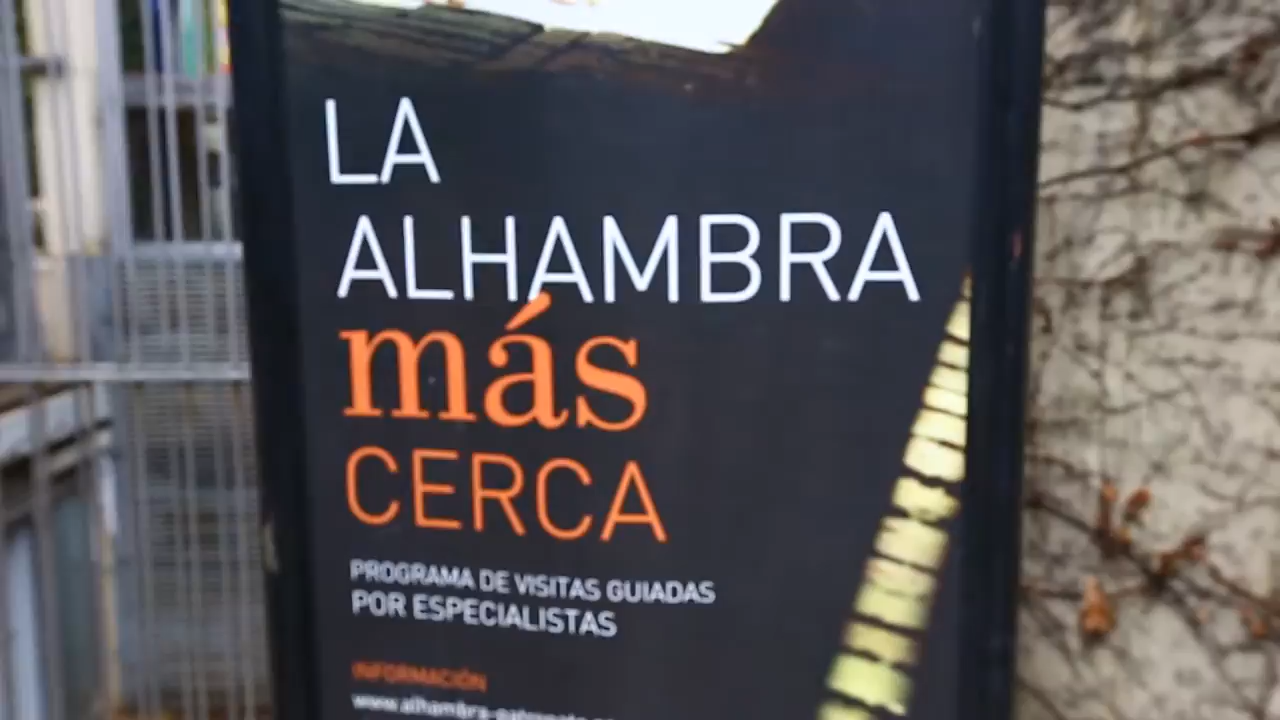 LA
ALHAMBRA
más
CERCA
PROGRAMA DE VISITAS GUIADAS
POR ESPECIALISTAS
INFORMACIÓN